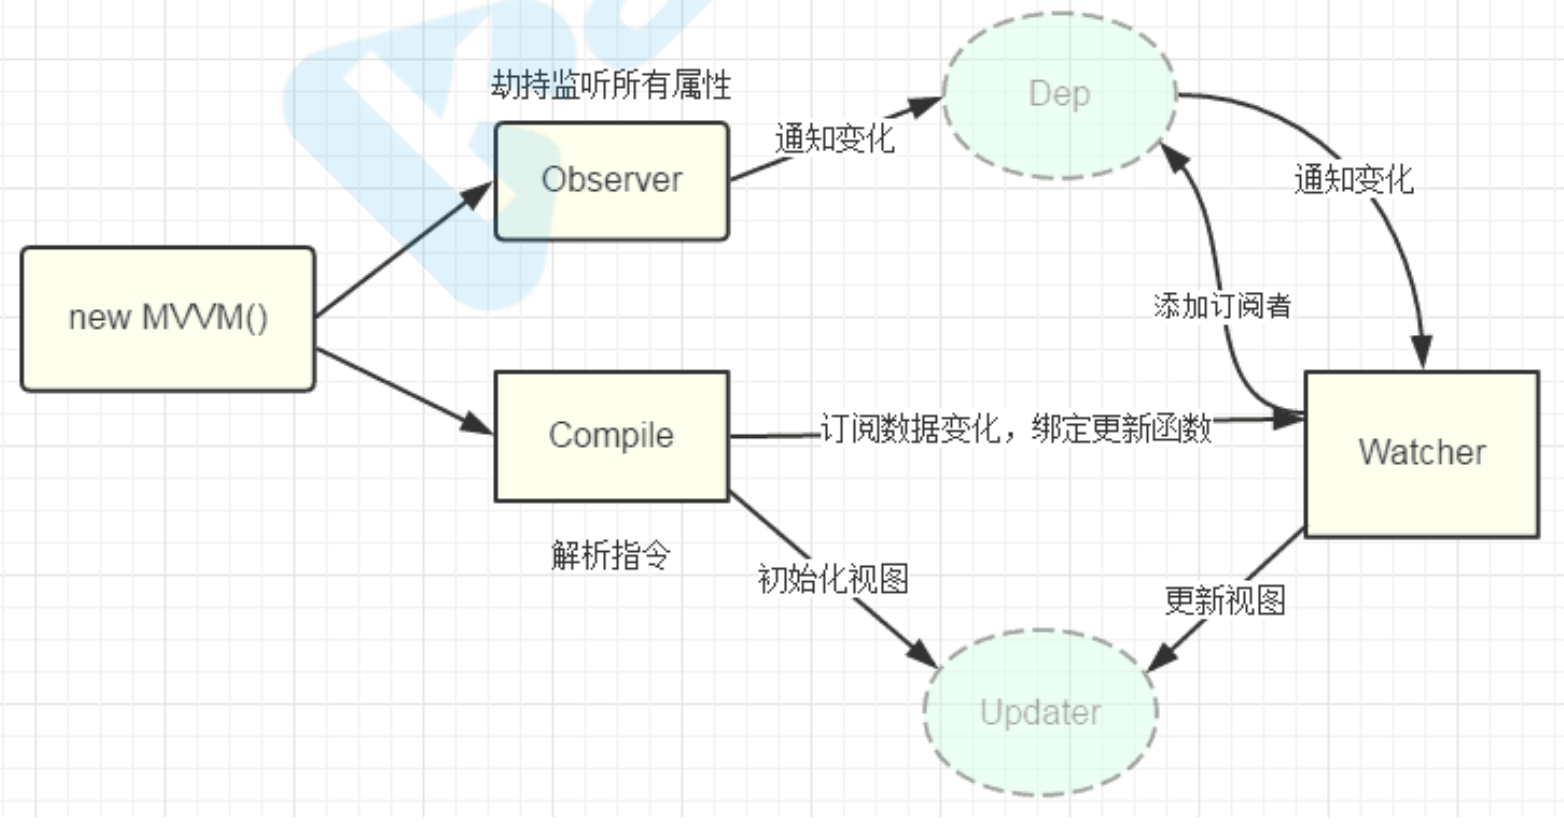 劫持监听所有属性
Dep
通知变化
Observer
通知变化
new MVVM()
添加订阅者
Compile
订阅数据变化，绑定更新函数
Watcher
解析指令
初始化视图
更新视图
Updater